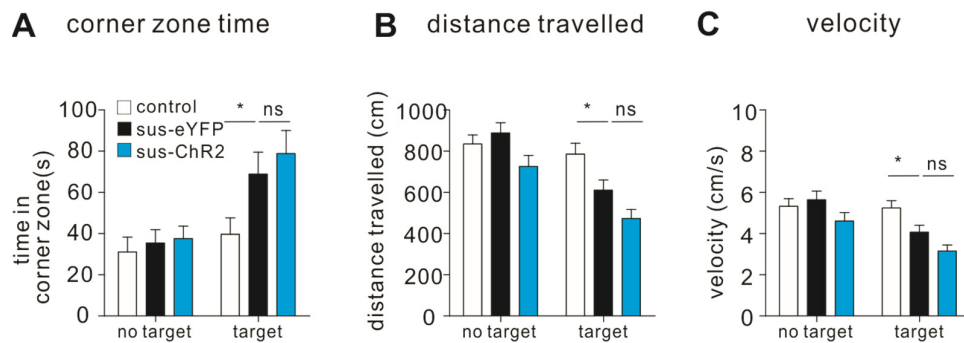 A corner zone time
B distance travelled
C velocity
time in
corner zone(s)
100
80
60
40
20
0
control
sus-eYFP
sus-ChR2
* ns
no target target
distance travelled (cm)
1000
800
600
400
200
0
* ns
no target target
velocity (cm/s)
8
6
4
2
0
* ns
no target target